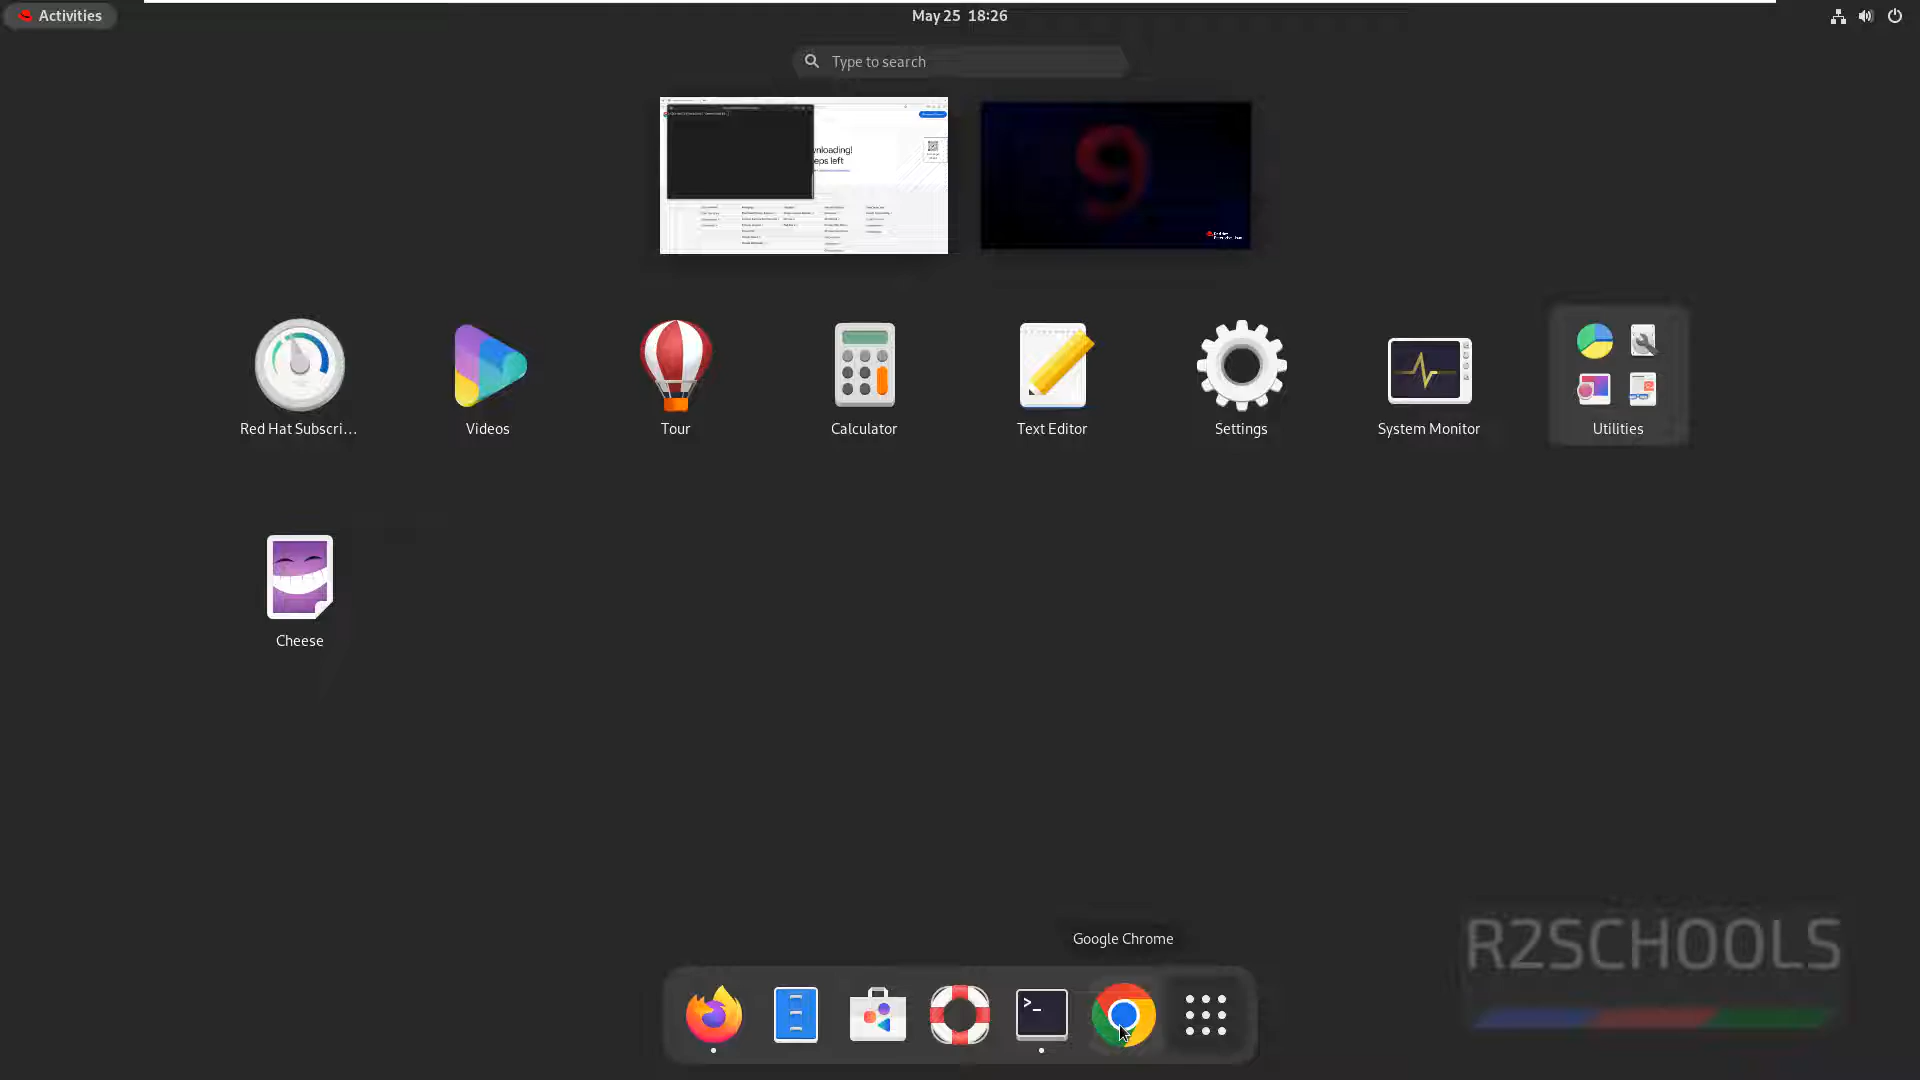 Activities
May 25 18:26
Type to search
9
Red Hat Subscri...
Videos
Tour
Calculator
Text Editor
Settings
System Monitor
Utilities
Cheese
Google Chrome
>_
R2SCHOOLS